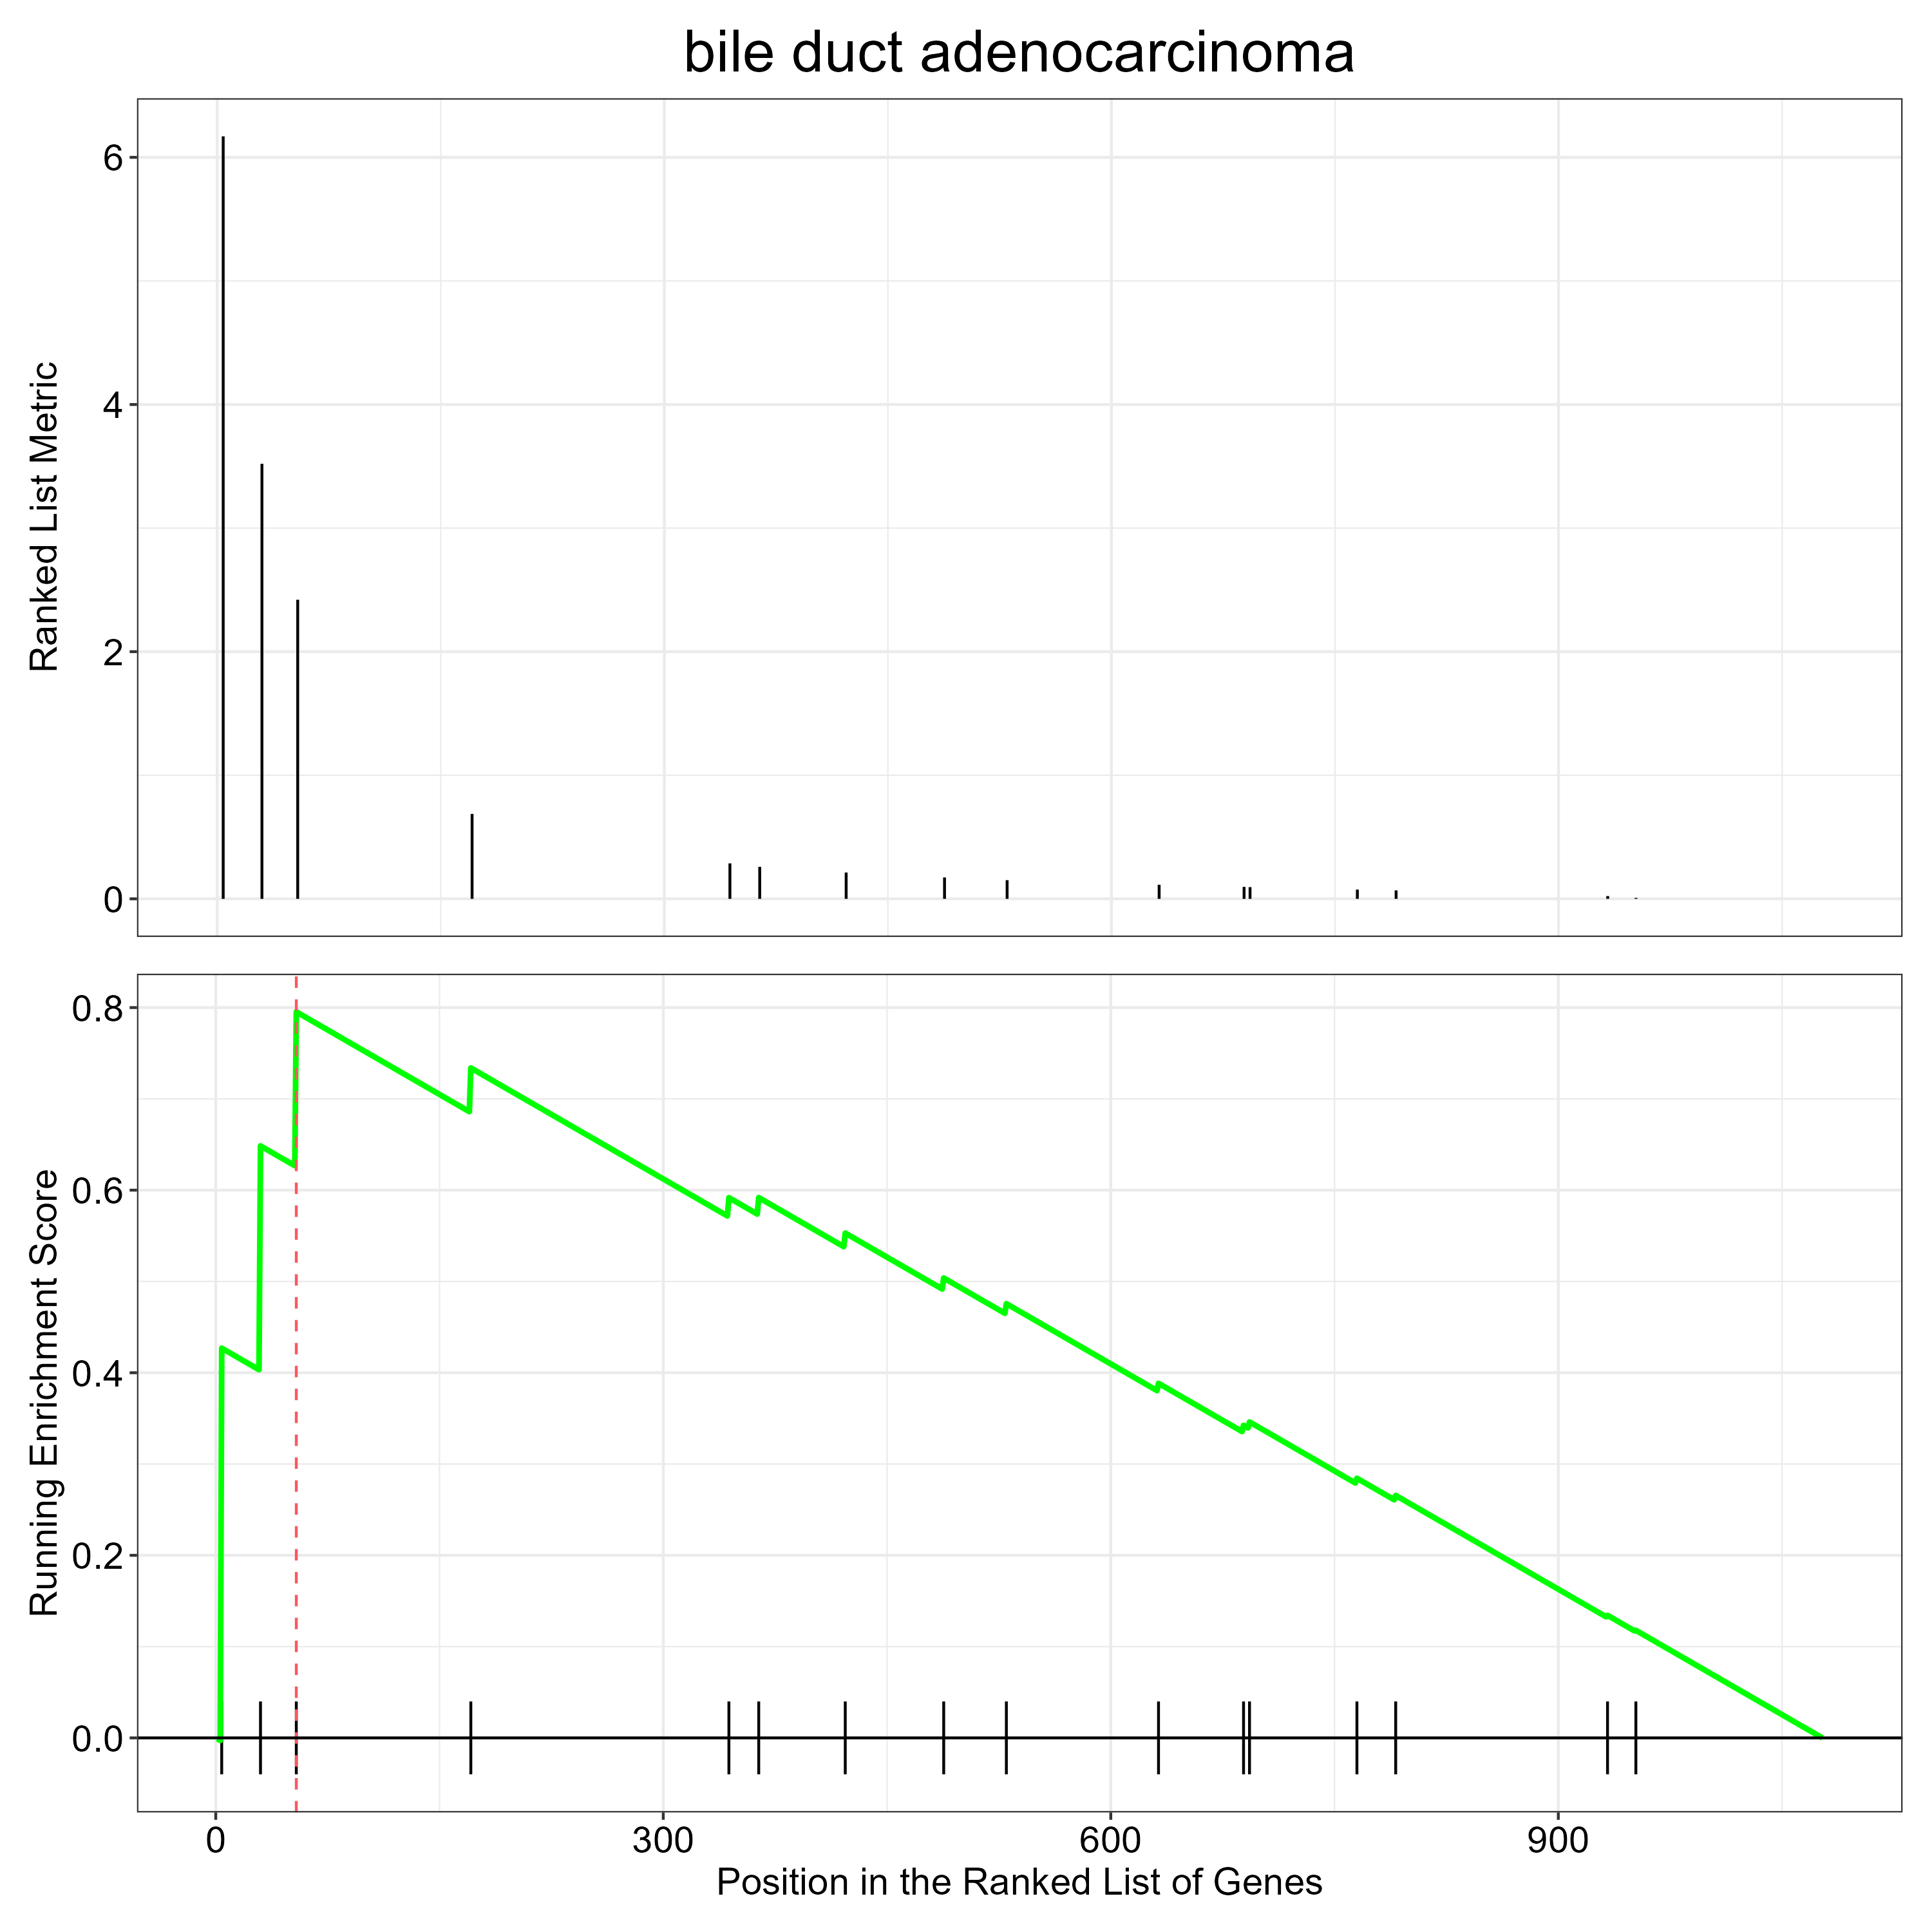 bile duct adenocarcinoma
Ranked List Metric
6
4
2
0
Running Enrichment Score
0.8
0.6
0.4
0.2
0.0
0 300 600 900
Position in the Ranked List of Genes